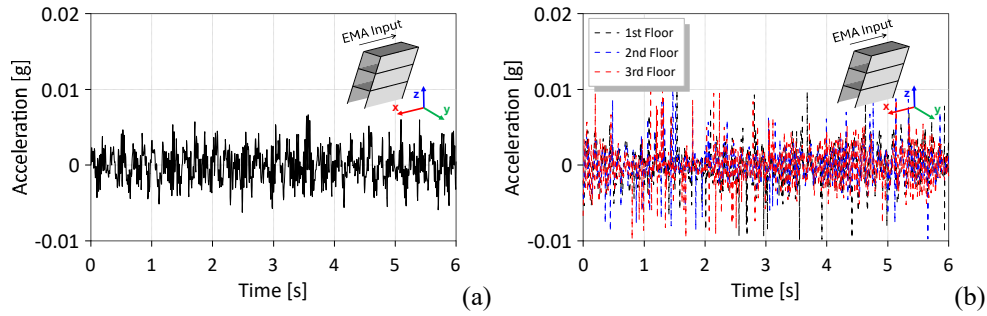 0.02
0.01
0
-0.01
Acceleration [g]
0 1 2 3 4 5 6
Time [s]
EMA Input
z
x
y
(a)
0.02
0.01
0
-0.01
Acceleration [g]
0 1 2 3 4 5 6
Time [s]
1st Floor
2nd Floor
3rd Floor
EMA Input
z
x
y
(b)